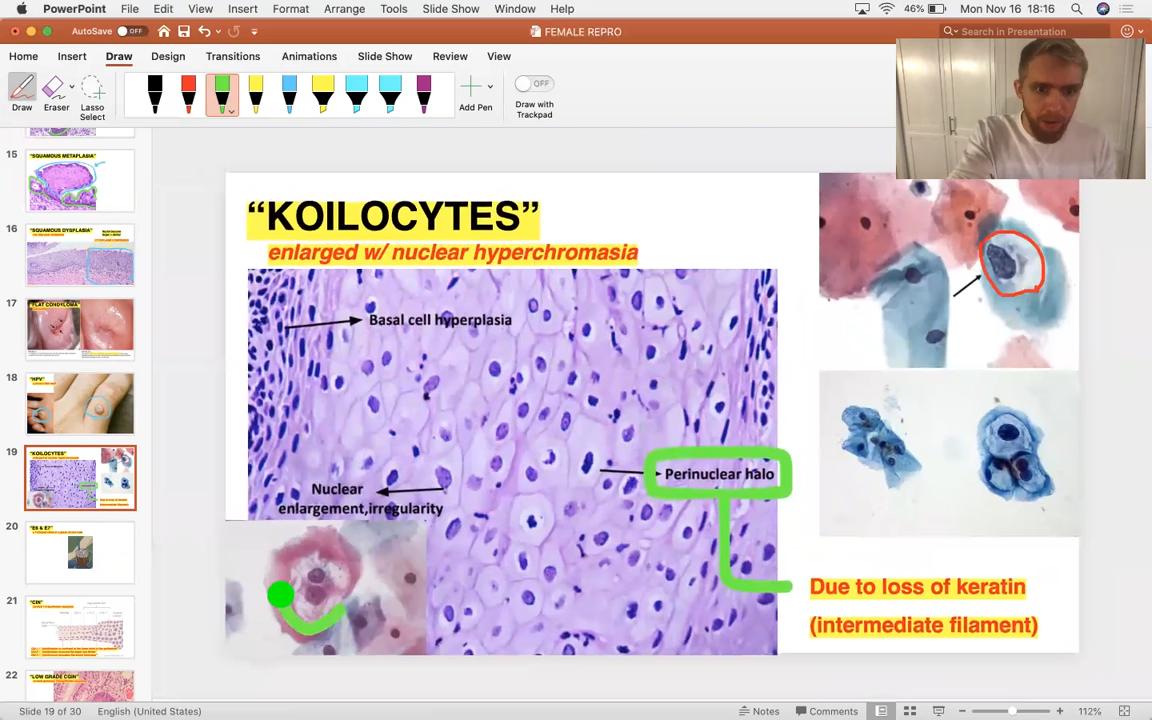 PowerPoint File Edit View Insert Format Arrange Tools Slide Show Window Help 46% Mon Nov 16 18:16
AutoSave OFF FEMALE REPRO Search in Presentation
Home Insert Draw Design Transitions Animations Slide Show Review View
OFF
Draw Eraser Lasso Select Add Pen Draw with Trackpad
15
"SQUAMOUS METAPLASIA"
16
"SQUAMOUS DYSPLASIA"
17
"FLAT CONDYLOMA"
18
"HPV"
19
"KOILOCYTES"
20
"E6 & E7"
21
"CIN"
22
"LOW GRADE CGIN"
"KOILOCYTES"
enlarged w/ nuclear hyperchromasia
Basal cell hyperplasia
Perinuclear halo
Nuclear
enlargement,irregularity
Due to loss of keratin
(intermediate filament)
Slide 19 of 30 English (United States) Notes Comments 112%